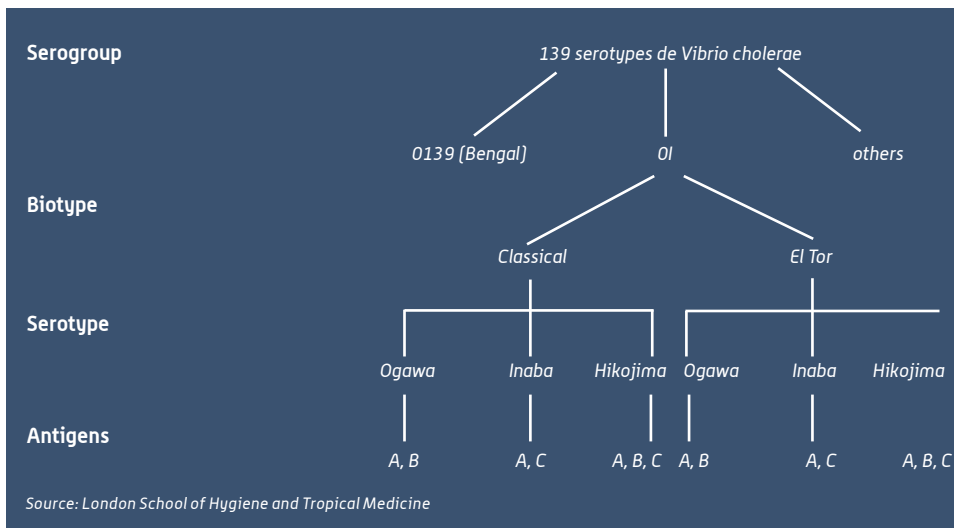 Serogroup
139 serotypes de Vibrio cholerae
0139 (Bengal) 0I others
Biotype
Classical El Tor
Serotype
Ogawa Inaba Hikojima Ogawa Inaba Hikojima
Antigens
A, B A, C A, B, C A, B A, C A, B, C
Source: London School of Hygiene and Tropical Medicine